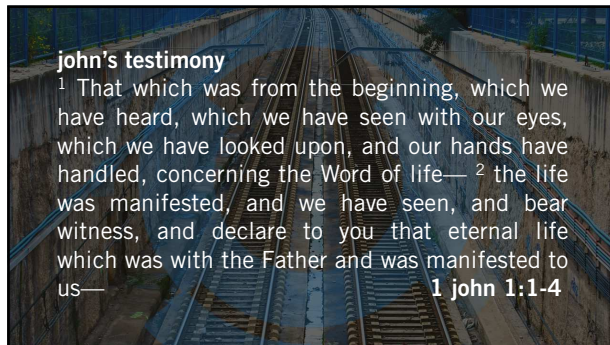 john's testimony
1 That which was from the beginning, which we
have heard, which we have seen with our eyes,
which we have looked upon, and our hands have
handled, concerning the Word of life— 2 the life
was manifested, and we have seen, and bear
witness, and declare to you that eternal life
which was with the Father and was manifested to
us— 1 john 1:1-4